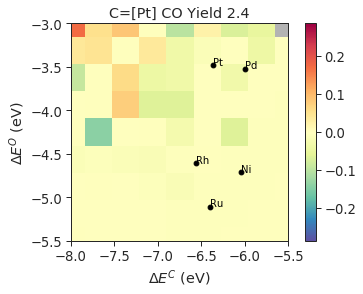 C=[Pt] CO Yield 2.4
−3.0
−3.5
−4.0
−4.5
−5.0
−5.5
ΔE^O (eV)
Pt
Pd
Rh
Ni
Ru
−8.0 −7.5 −7.0 −6.5 −6.0 −5.5
ΔE^C (eV)
0.2
0.1
0.0
−0.1
−0.2